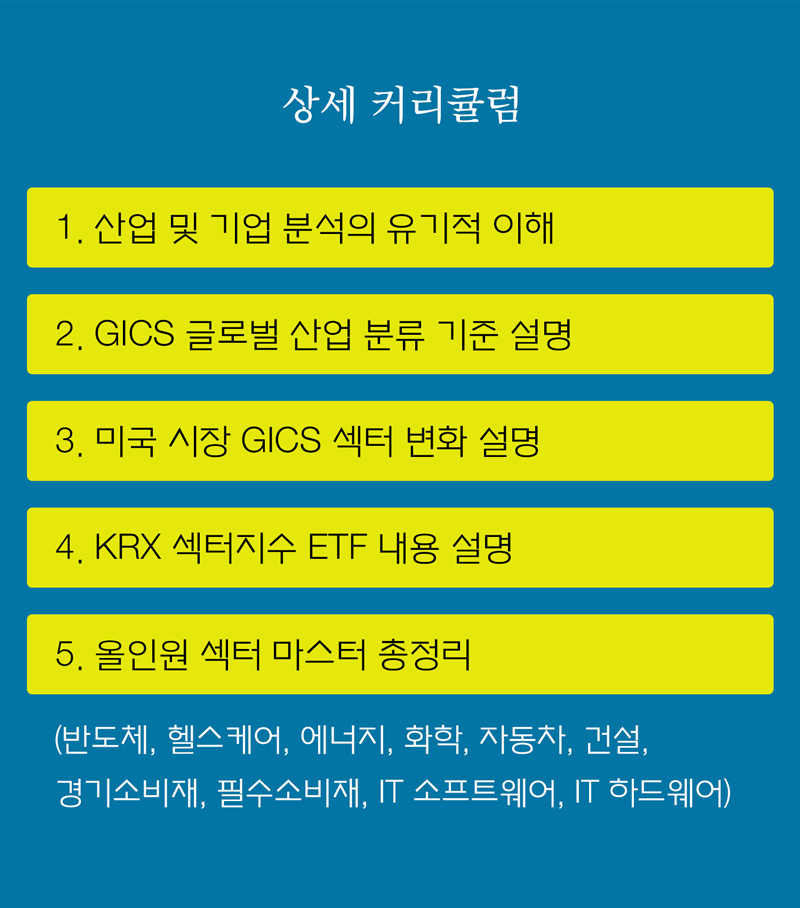 상세 커리큘럼
1. 산업 및 기업 분석의 유기적 이해
2. GICS 글로벌 산업 분류 기준 설명
3. 미국 시장 GICS 섹터 변화 설명
4. KRX 섹터지수 ETF 내용 설명
5. 올인원 섹터 마스터 총정리
(반도체, 헬스케어, 에너지, 화학, 자동차, 건설,
경기소비재, 필수소비재, IT 소프트웨어, IT 하드웨어)